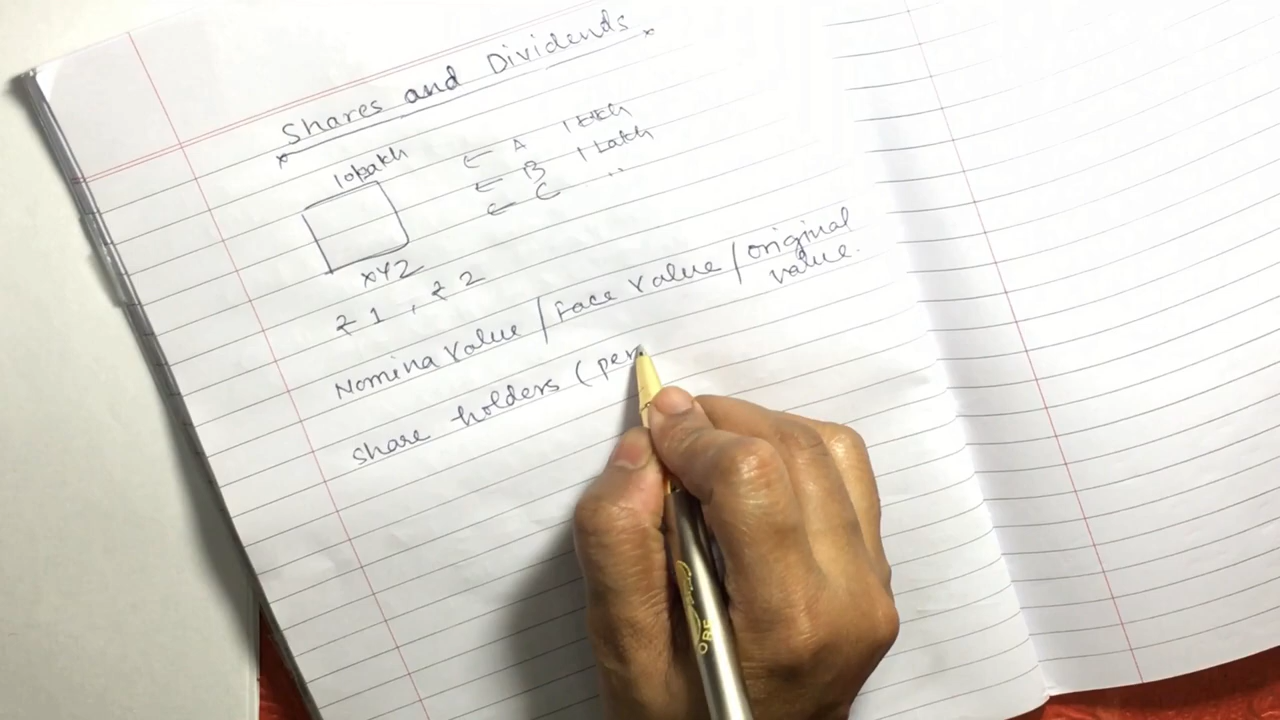 Shares and Dividends
10 Lakh
← A 1 Lakh
← B 1 Lakh
← C ..
XYZ
₹ 1 , ₹ 2
Nomina Value / Face Value / original value.
Share holders (per